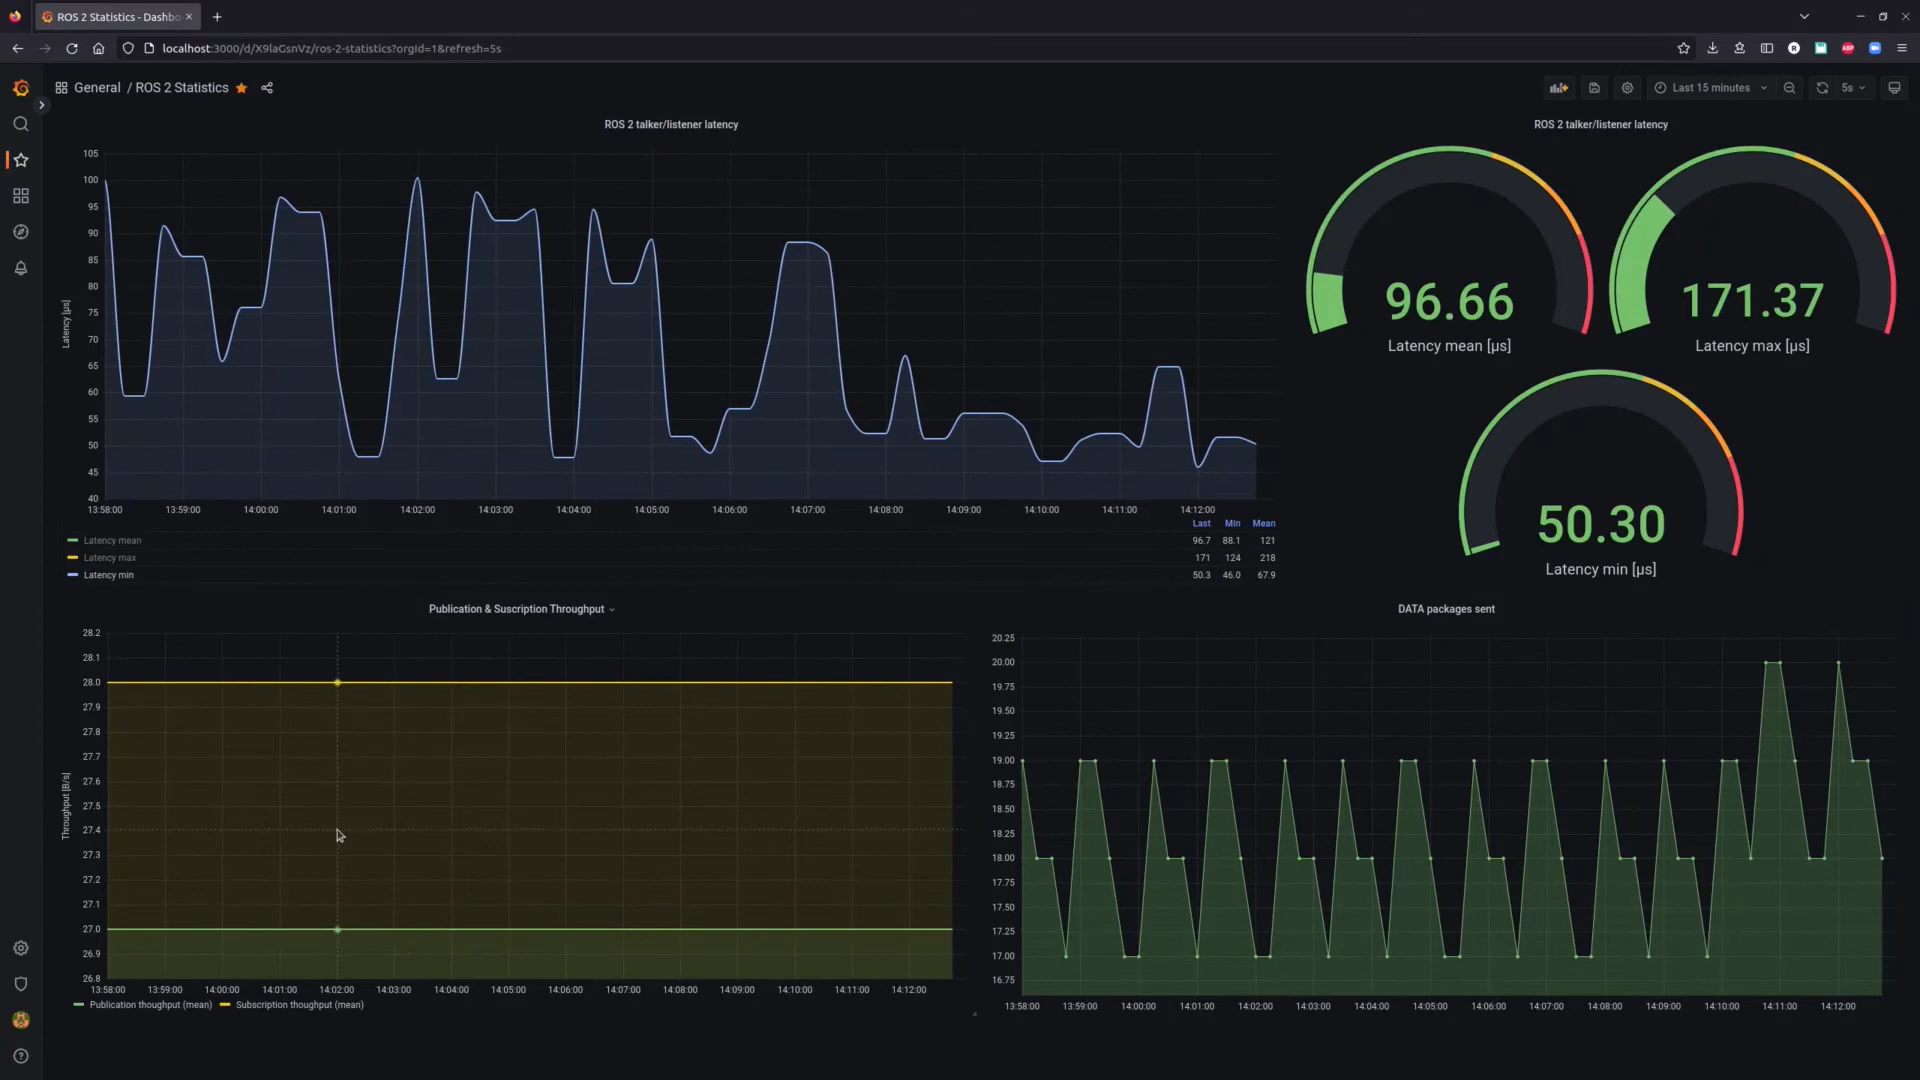 ROS 2 Statistics - Dashbo
localhost:3000/d/X9laGsnVz/ros-2-statistics?orgId=1&refresh=5s
General / ROS 2 Statistics
Last 15 minutes
5s
ROS 2 talker/listener latency
105
100
95
90
85
80
75
70
65
60
55
50
45
40
Latency [µs]
13:58:00 13:59:00 14:00:00 14:01:00 14:02:00 14:03:00 14:04:00 14:05:00 14:06:00 14:07:00 14:08:00 14:09:00 14:10:00 14:11:00 14:12:00
Last Min Mean
Latency mean 96.7 88.1 121
Latency max 171 124 218
Latency min 50.3 46.0 67.9
ROS 2 talker/listener latency
96.66
Latency mean [µs]
171.37
Latency max [µs]
50.30
Latency min [µs]
Publication & Suscription Throughput
28.2
28.1
28.0
27.9
27.8
27.7
27.6
27.5
27.4
27.3
27.2
27.1
27.0
26.9
26.8
Throughput [B/s]
13:58:00 13:59:00 14:00:00 14:01:00 14:02:00 14:03:00 14:04:00 14:05:00 14:06:00 14:07:00 14:08:00 14:09:00 14:10:00 14:11:00 14:12:00
Publication thoughput (mean) Subscription thoughput (mean)
DATA packages sent
20.25
20.00
19.75
19.50
19.25
19.00
18.75
18.50
18.25
18.00
17.75
17.50
17.25
17.00
16.75
13:58:00 13:59:00 14:00:00 14:01:00 14:02:00 14:03:00 14:04:00 14:05:00 14:06:00 14:07:00 14:08:00 14:09:00 14:10:00 14:11:00 14:12:00